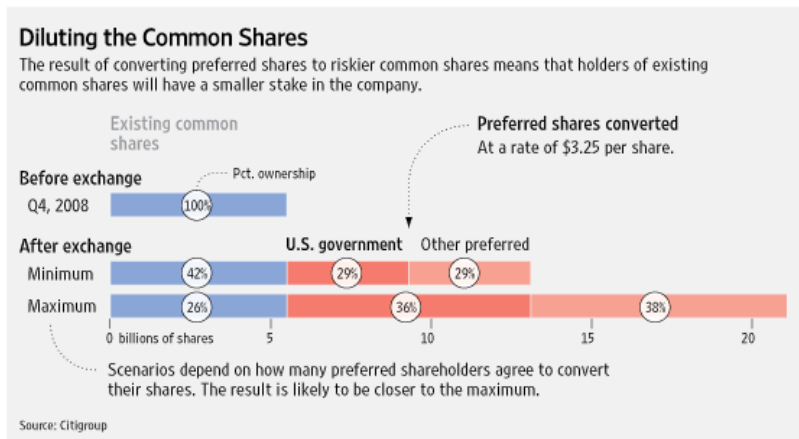 Diluting the Common Shares
The result of converting preferred shares to riskier common shares means that holders of existing
common shares will have a smaller stake in the company.
Existing common
shares
Preferred shares converted
At a rate of $3.25 per share.
Before exchange
Pct. ownership
Q4, 2008
100%
After exchange
U.S. government
Other preferred
Minimum
42%
29%
29%
Maximum
26%
36%
38%
0 billions of shares
5
10
15
20
Scenarios depend on how many preferred shareholders agree to convert
their shares. The result is likely to be closer to the maximum.
Source: Citigroup